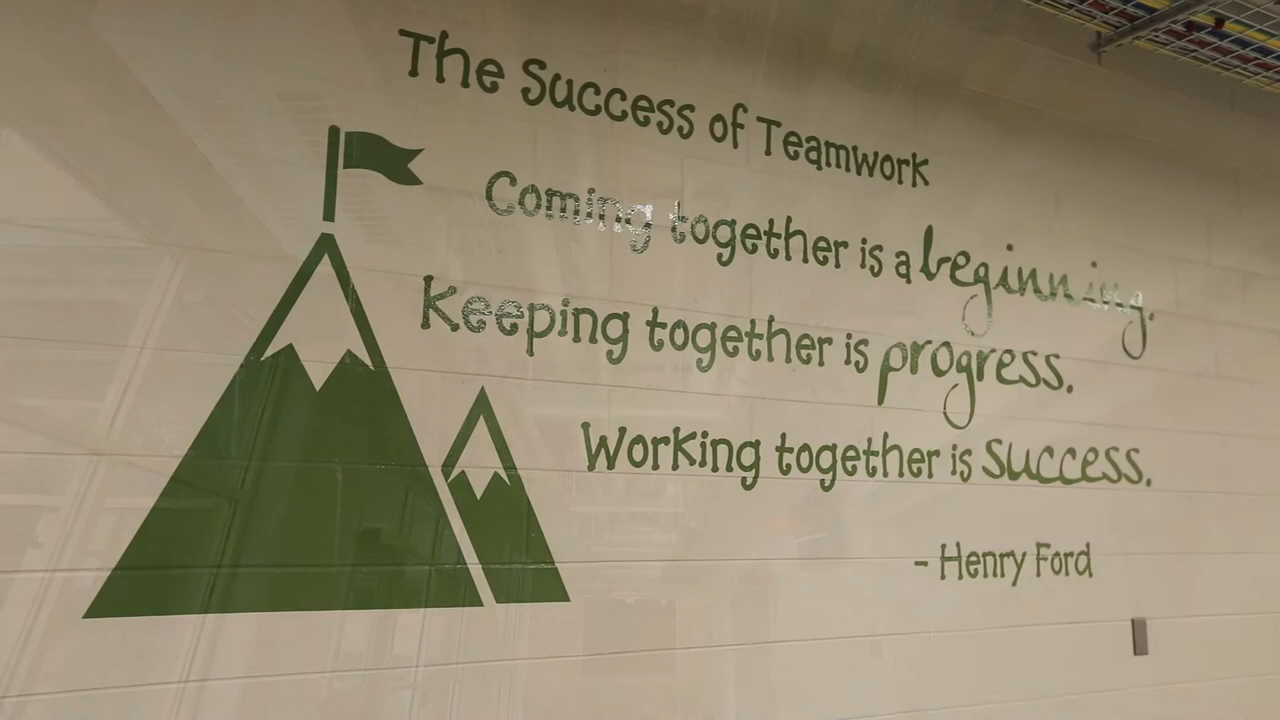 The Success of Teamwork
Coming together is a beginning.
Keeping together is progress.
Working together is success.
- Henry Ford